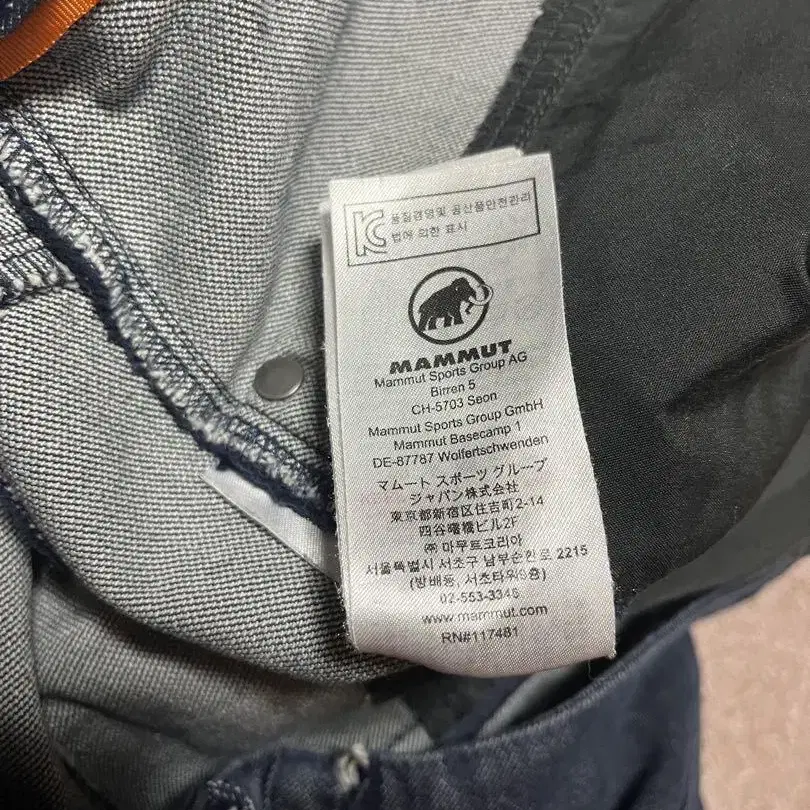 KC 품질경영및 공산품안전관리
법에 의한 표시
MAMMUT
Mammut Sports Group AG
Birren 5
CH-5703 Seon
Mammut Sports Group GmbH
Mammut Basecamp 1
DE-87787 Wolfertschwenden
マムート スポーツ グループ
ジャパン株式会社
東京都新宿区住吉町2-14
四谷曙橋ビル2F
㈜ 마무트코리아
서울특별시 서초구 남부순환로 2215
(방배동, 서초타워8층)
02-553-3346
www.mammut.com
RN#117481